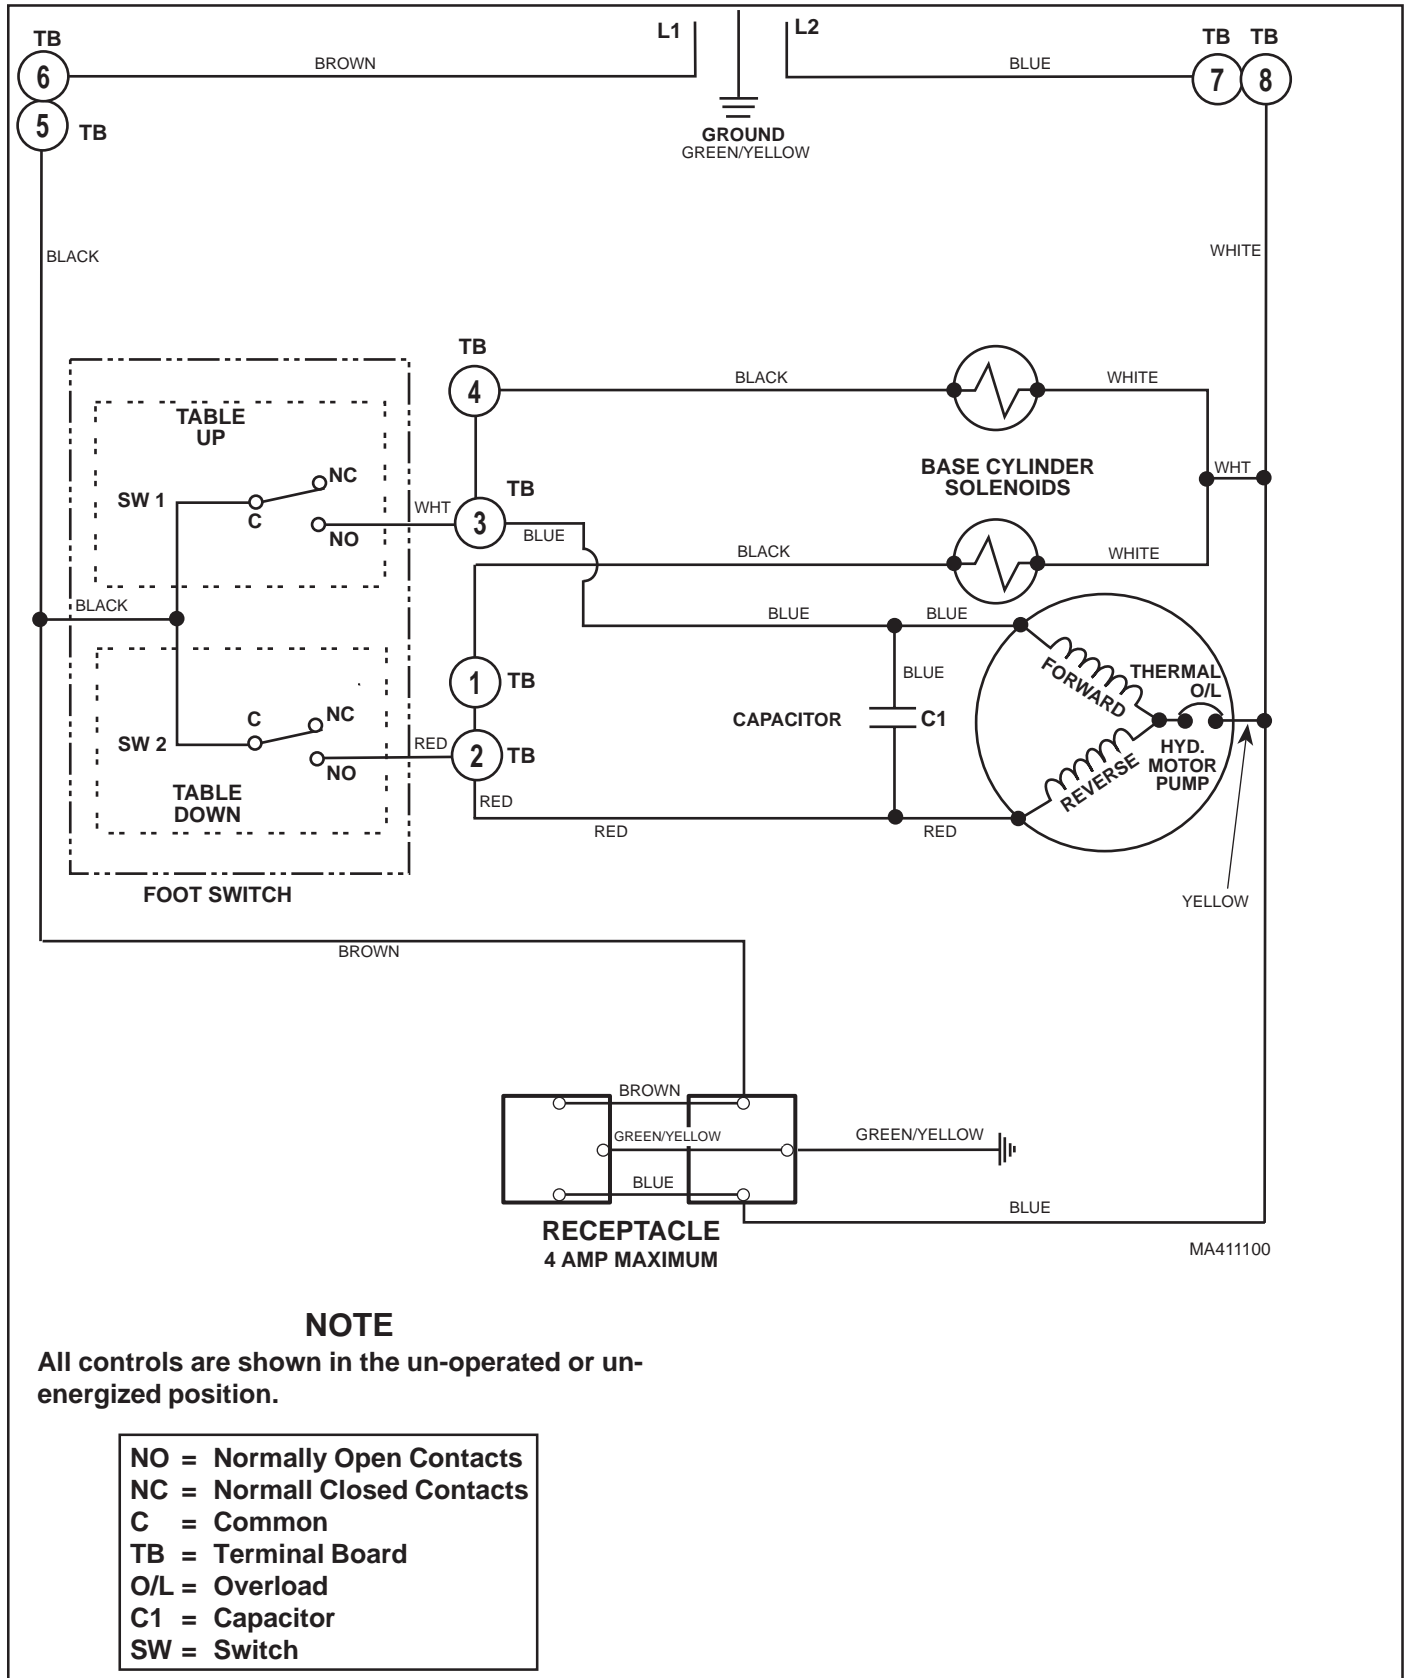 L1
L2
TB
TB TB
6
BROWN
BLUE
7
8
5
TB
GROUND
GREEN/YELLOW
BLACK
WHITE
TB
4
BLACK
WHITE
TABLE
UP
BASE CYLINDER
SOLENOIDS
WHT
NC
SW 1
C
NO
WHT
TB
3
BLUE
BLACK
WHITE
BLACK
BLUE
BLUE
1
TB
BLUE
FORWARD
THERMAL
O/L
C
NC
SW 2
NO
RED
2
TB
CAPACITOR
C1
HYD.
MOTOR
PUMP
REVERSE
TABLE
DOWN
RED
RED
RED
FOOT SWITCH
YELLOW
BROWN
BROWN
GREEN/YELLOW
GREEN/YELLOW
BLUE
BLUE
RECEPTACLE
4 AMP MAXIMUM
MA411100
NOTE
All controls are shown in the un-operated or un-
energized position.
NO = Normally Open Contacts
NC = Normall Closed Contacts
C = Common
TB = Terminal Board
O/L = Overload
C1 = Capacitor
SW = Switch